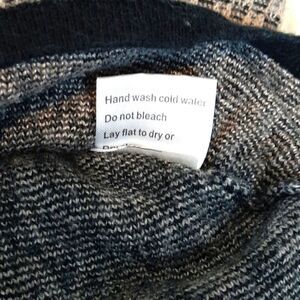 Hand wash cold water
Do not bleach
Lay flat to dry or